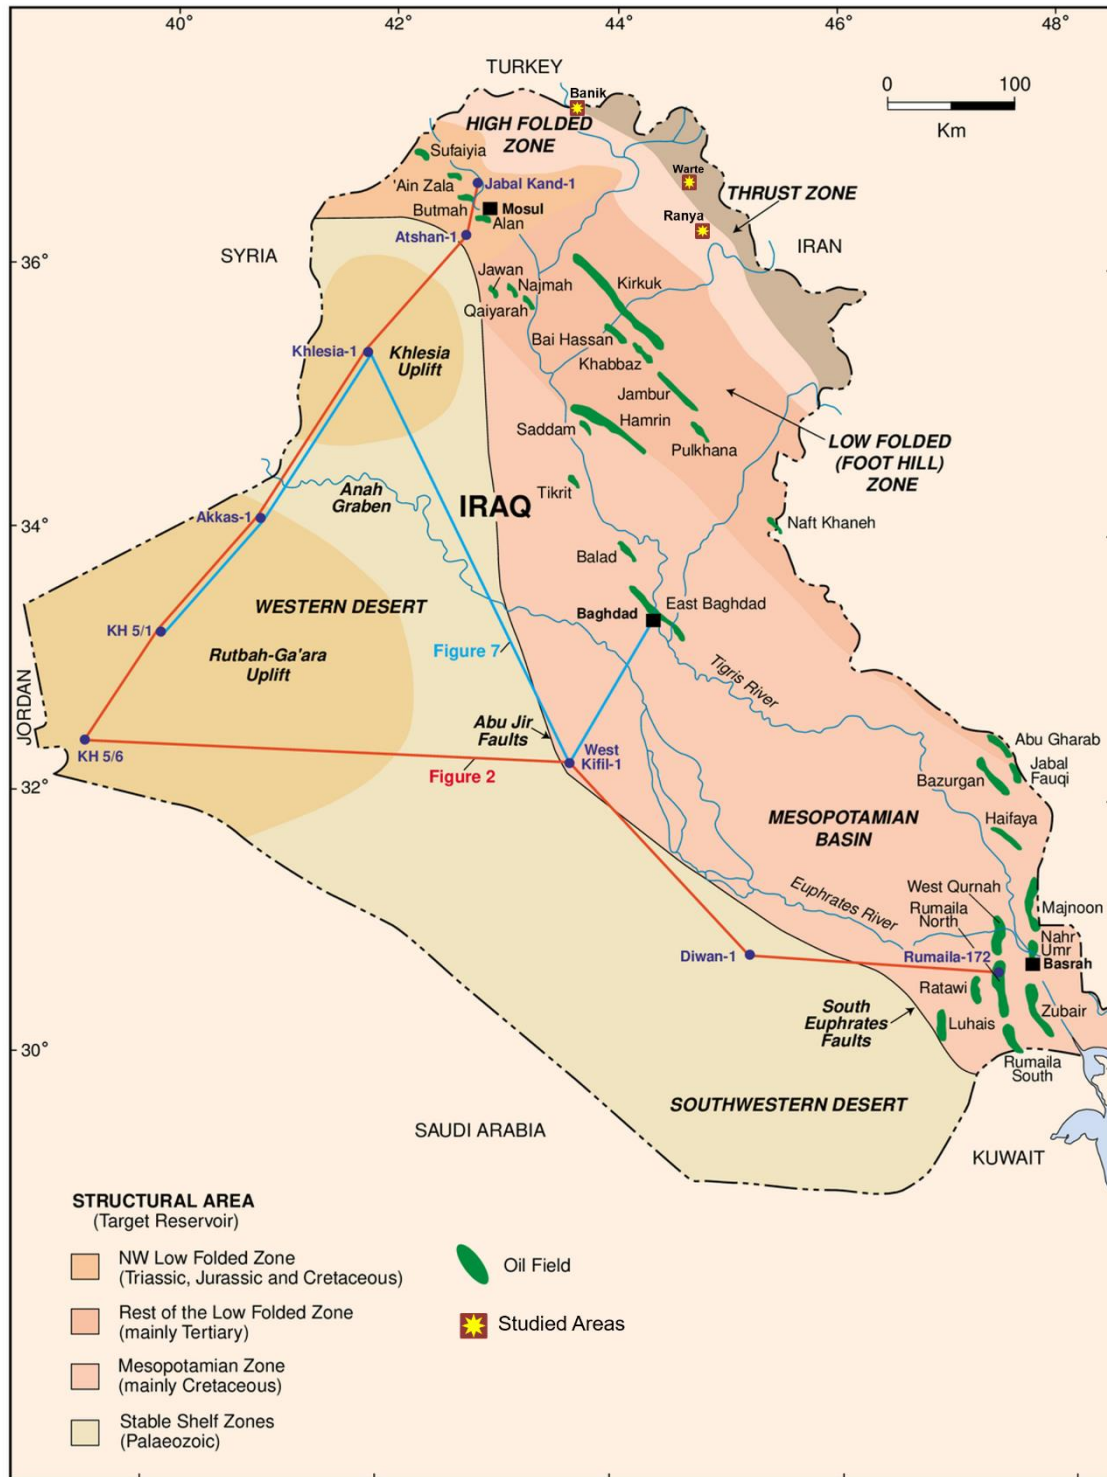 40°
42°
44°
46°
48°
TURKEY
0
100
Km
Banik
HIGH FOLDED
ZONE
Sufaiyia
'Ain Zala
Jabal Kand-1
Warte
THRUST ZONE
Butmah
Mosul
Ranya
Alan
Atshan-1
SYRIA
IRAN
36°
Jawan
Najmah
Kirkuk
Qaiyarah
Bai Hassan
Khlesia-1
Khlesia
Uplift
Khabbaz
Jambur
Hamrin
Saddam
Pulkhana
LOW FOLDED
(FOOT HILL)
ZONE
Anah
Graben
IRAQ
Tikrit
34°
Akkas-1
Naft Khaneh
Balad
WESTERN DESERT
Baghdad
East Baghdad
KH 5/1
Rutbah-Ga'ara
Uplift
Figure 7
Tigris River
JORDAN
Abu Jir
Faults
KH 5/6
West
Kifil-1
Figure 2
Abu Gharab
Jabal
Fauqi
Bazurgan
32°
MESOPOTAMIAN
BASIN
Haifaya
Euphrates River
West Qurnah
Rumaila
North
Majnoon
Nahr
Umr
Diwan-1
Rumaila-172
Basrah
Ratawi
Zubair
South
Euphrates
Faults
Luhais
30°
Rumaila
South
SOUTHWESTERN DESERT
SAUDI ARABIA
KUWAIT
STRUCTURAL AREA
(Target Reservoir)
NW Low Folded Zone
(Triassic, Jurassic and Cretaceous)
Rest of the Low Folded Zone
(mainly Tertiary)
Mesopotamian Zone
(mainly Cretaceous)
Stable Shelf Zones
(Palaeozoic)
Oil Field
Studied Areas